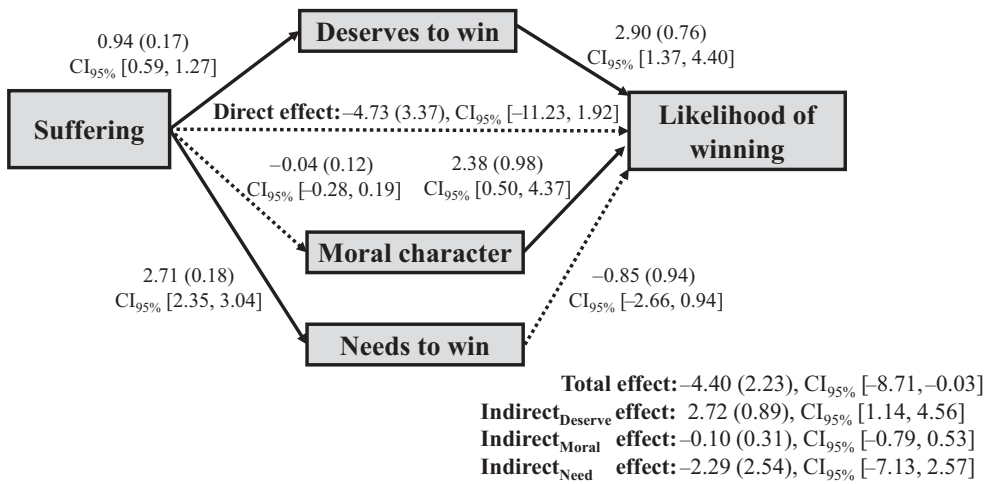 Deserves to win
0.94 (0.17)
CI95% [0.59, 1.27]
2.90 (0.76)
CI95% [1.37, 4.40]
Suffering
Direct effect: –4.73 (3.37), CI95% [–11.23, 1.92]
Likelihood of
winning
–0.04 (0.12)
CI95% [–0.28, 0.19]
2.38 (0.98)
CI95% [0.50, 4.37]
Moral character
2.71 (0.18)
CI95% [2.35, 3.04]
–0.85 (0.94)
CI95% [–2.66, 0.94]
Needs to win
Total effect: –4.40 (2.23), CI95% [–8.71, –0.03]
IndirectDeserve effect: 2.72 (0.89), CI95% [1.14, 4.56]
IndirectMoral effect: –0.10 (0.31), CI95% [–0.79, 0.53]
IndirectNeed effect: –2.29 (2.54), CI95% [–7.13, 2.57]